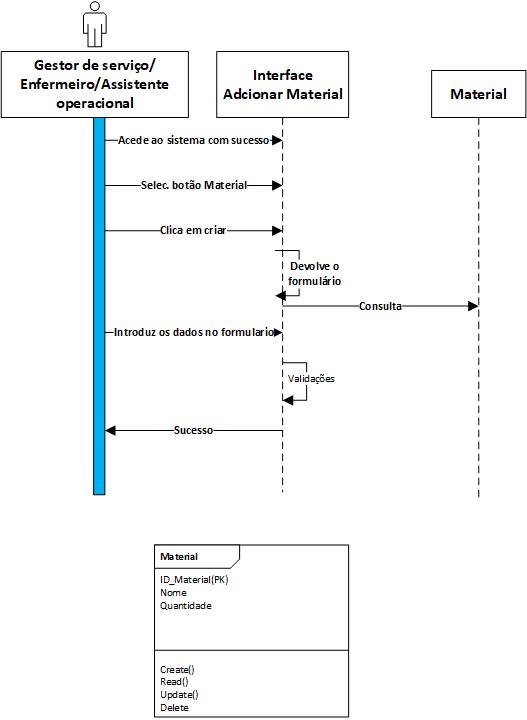 Gestor de serviço/
Enfermeiro/Assistente
operacional
Interface
Adcionar Material
Material
Acede ao sistema com sucesso
Selec. botão Material
Clica em criar
Devolve o
formulário
Consulta
Introduz os dados no formulario
Validações
Sucesso
Material
ID_Material(PK)
Nome
Quantidade
Create()
Read()
Update()
Delete